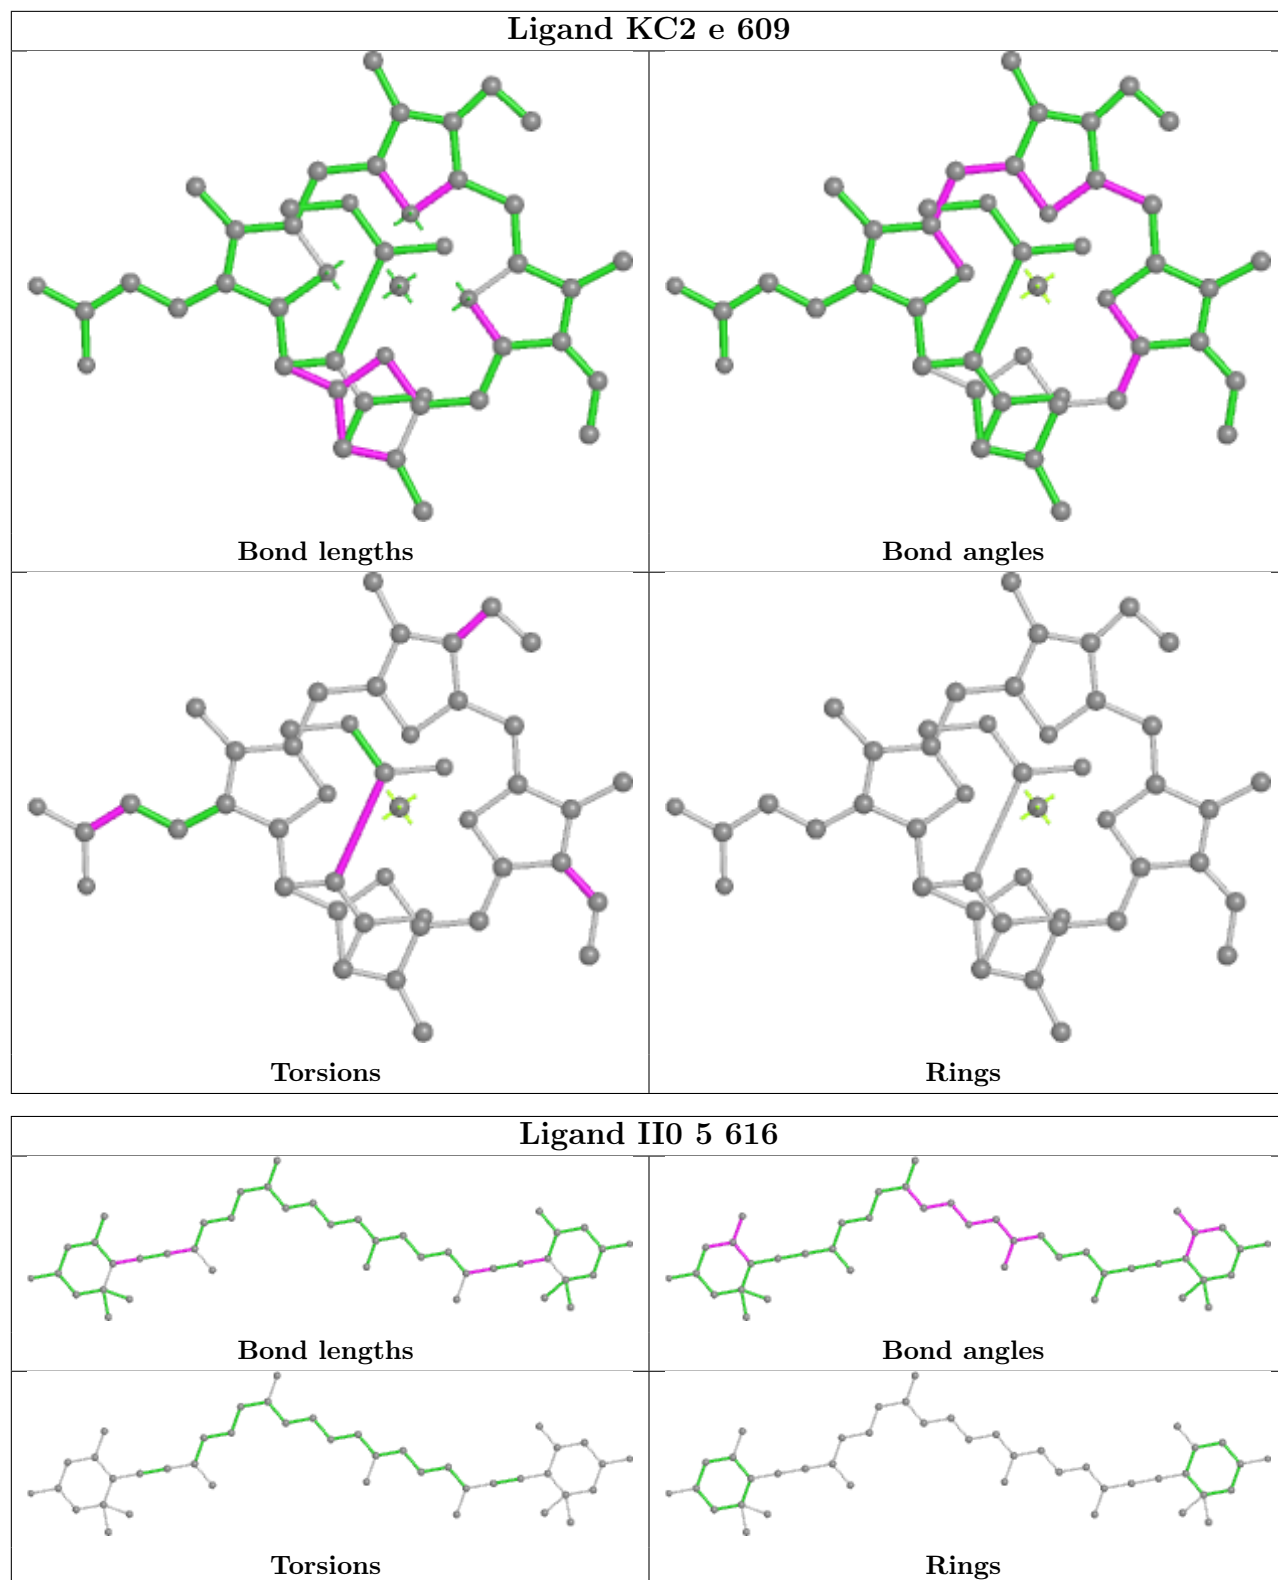 Ligand KC2 e 609
Bond lengths
Bond angles
Torsions
Rings
Ligand II0 5 616
Bond lengths
Bond angles
Torsions
Rings